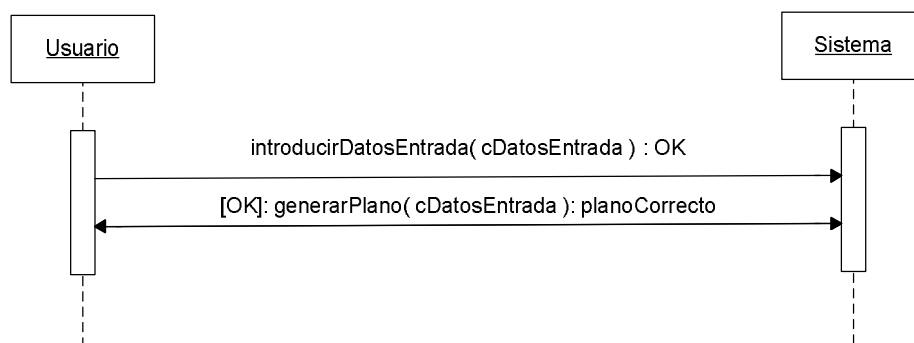 Usuario
Sistema
introducirDatosEntrada( cDatosEntrada ) : OK
[OK]: generarPlano( cDatosEntrada ): planoCorrecto